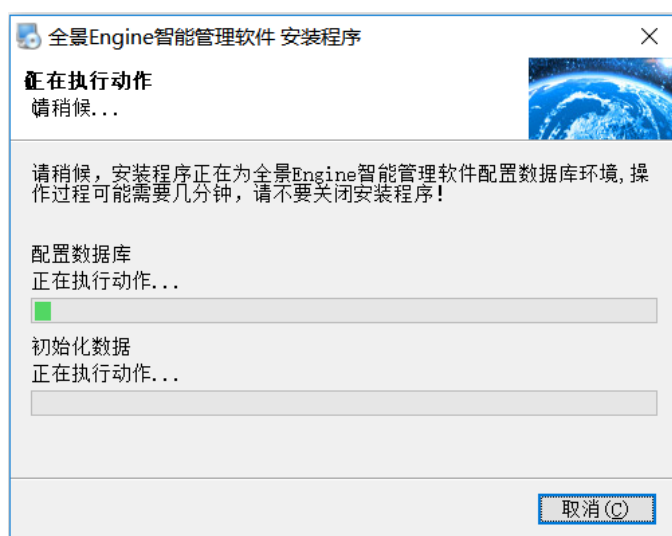 全景Engine智能管理软件 安装程序
正在执行动作
请稍候...
请稍候，安装程序正在为全景Engine智能管理软件配置数据库环境,操
作过程可能需要几分钟，请不要关闭安装程序!
配置数据库
正在执行动作...
初始化数据
正在执行动作...
取消(C)